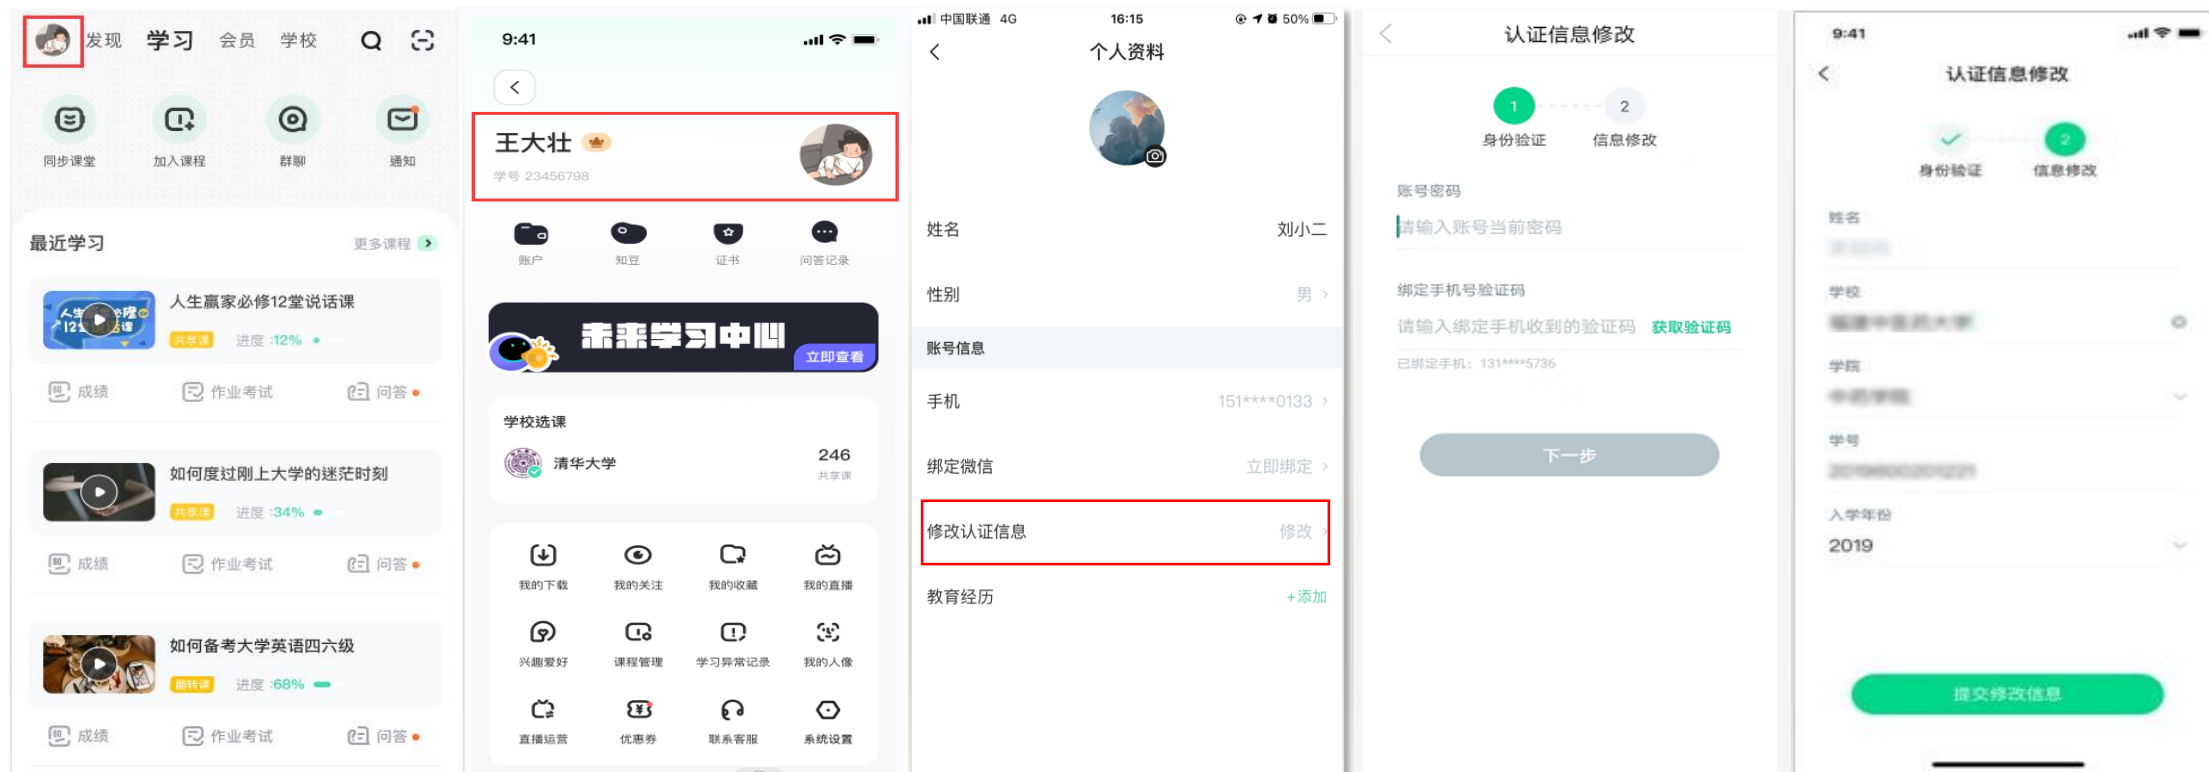 发现 学习 会员 学校
同步课堂 加入课程 群聊 通知
最近学习 更多课程
人生赢家必修12堂说话课
共享课 进度:12%
成绩 作业考试 问答
如何度过刚上大学的迷茫时刻
共享课 进度:34%
成绩 作业考试 问答
如何备考大学英语四六级
翻转课 进度:68%
成绩 作业考试 问答
9:41
王大壮
学号 23456798
账户 知豆 证书 问答记录
未来学习中心
立即查看
学校选课
清华大学 246
共享课
我的下载 我的关注 我的收藏 我的直播
兴趣爱好 课程管理 学习异常记录 我的人像
直播运营 优惠券 联系客服 系统设置
中国联通 4G 16:15 50%
个人资料
姓名 刘小二
性别 男
账号信息
手机 151****0133
绑定微信 立即绑定
修改认证信息 修改
教育经历 +添加
认证信息修改
1 2
身份验证 信息修改
账号密码
请输入账号当前密码
绑定手机号验证码
请输入绑定手机收到的验证码 获取验证码
已绑定手机：131****5736
下一步
9:41
认证信息修改
2
身份验证 信息修改
姓名
学校
学院
学号
入学年份
2019
提交修改信息